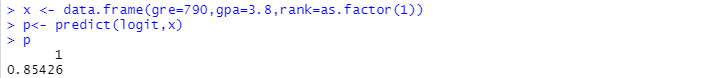 > x <- data.frame(gre=790,gpa=3.8,rank=as.factor(1))
> p<- predict(logit,x)
> p
1
0.85426